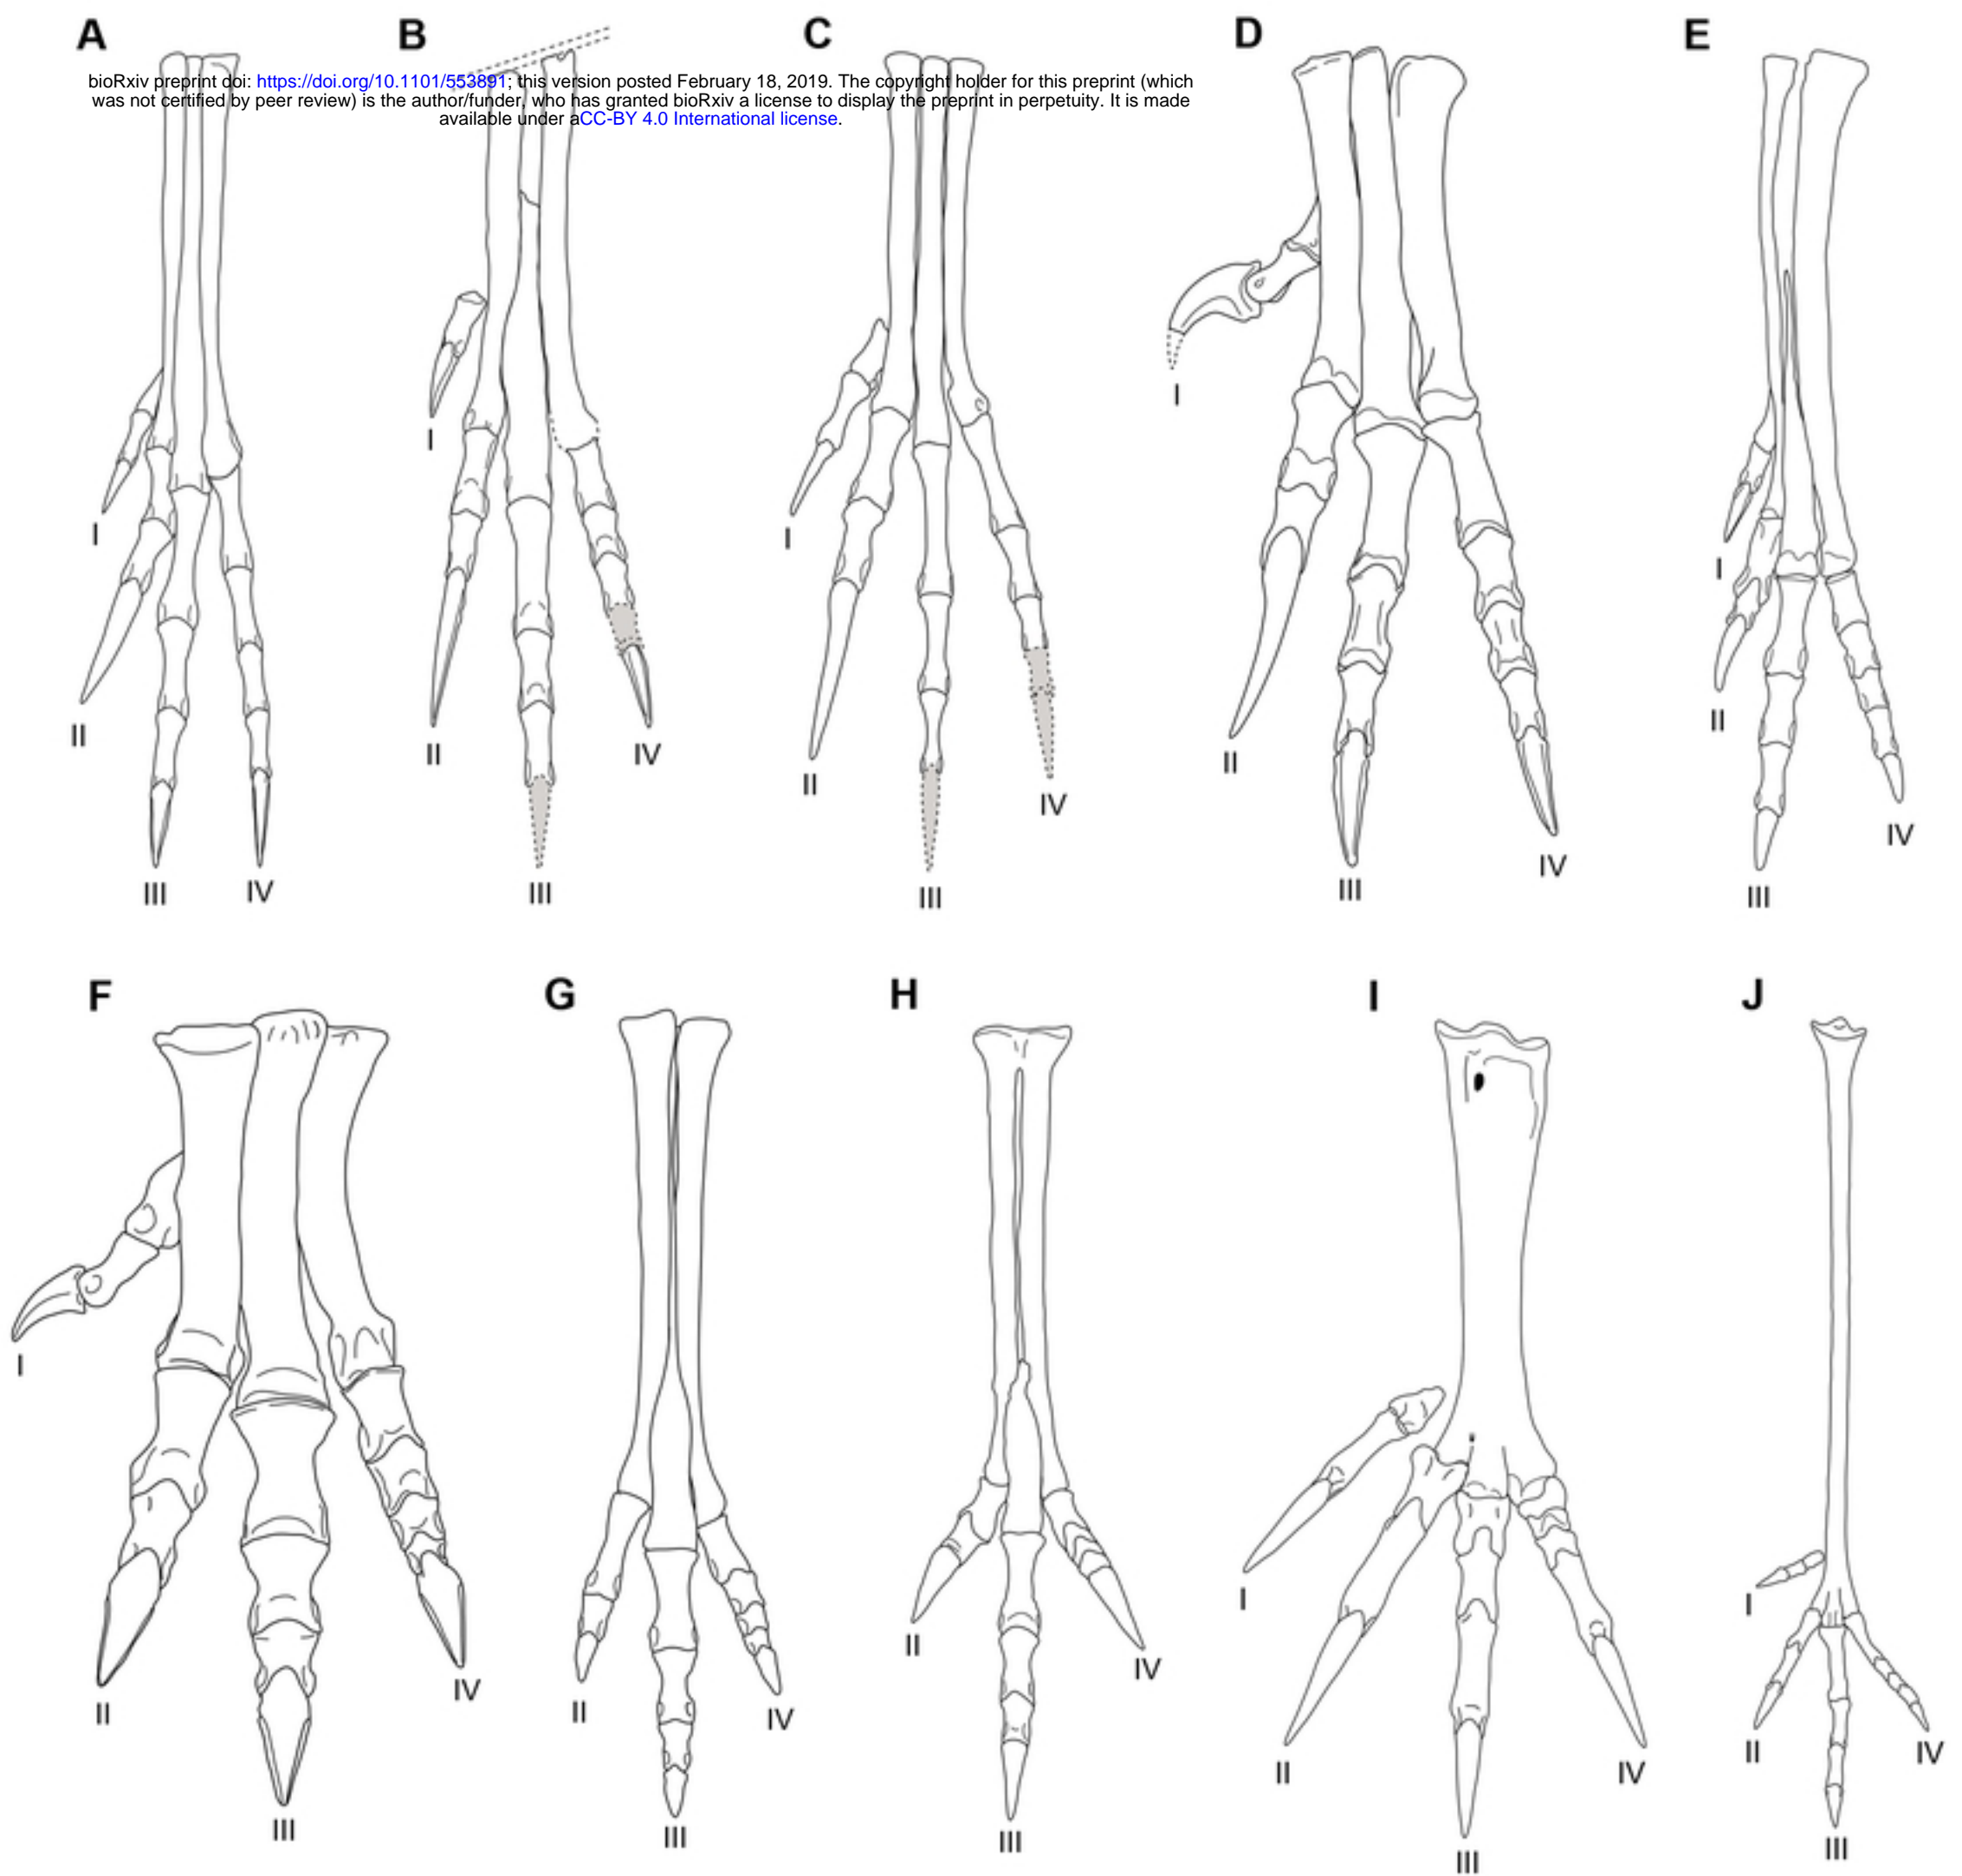 A B C D E
bioRxiv preprint doi: https://doi.org/10.1101/553891; this version posted February 18, 2019. The copyright holder for this preprint (which
was not certified by peer review) is the author/funder, who has granted bioRxiv a license to display the preprint in perpetuity. It is made
available under aCC-BY 4.0 International license.
I
I
I
I
I
II
III
IV
II
III
IV
II
III
IV
II
III
IV
II
III
IV
F G H I J
I
II
III
IV
II
III
IV
II
III
IV
I
II
III
IV
I
II
III
IV